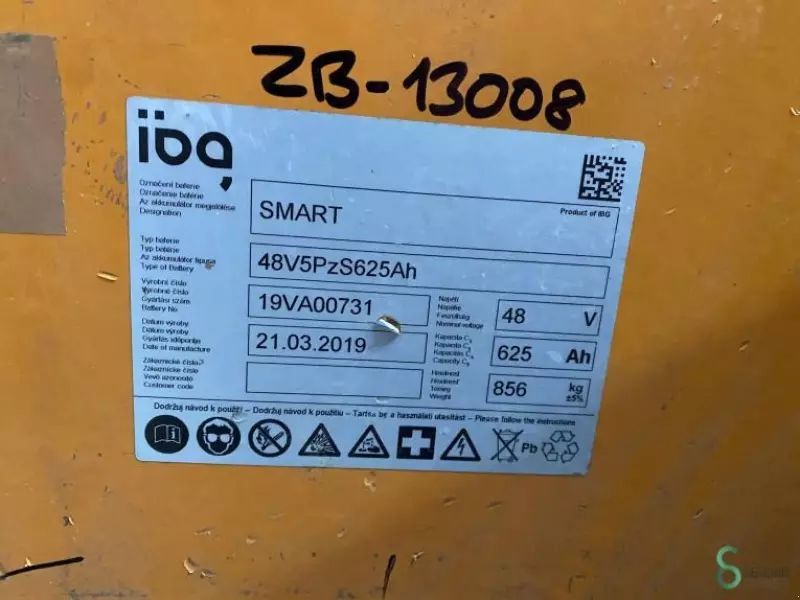 ZB-13008
ibg
Označení baterie
Označenie batérie
Az akkumulátor megjelölése
Designation
SMART
Product of IBG
Typ baterie
Typ batérie
Az akkumulátor típusa
Type of Battery
48V5PzS625Ah
Výrobní číslo
Výrobné číslo
Gyártási szám
Battery No
19VA00731
Napětí
Napätie
Feszültség
Nominal voltage
48 V
Datum výroby
Dátum výroby
Gyártás időpontja
Date of manufacture
21.03.2019
Kapacita C5
Kapacita C5
Kapacitás C5
Capacity C5
625 Ah
Zákaznické číslo
Zákaznícke číslo
Vevő azonosító
Customer code
Hmotnost
Hmotnosť
Tömeg
Weight
856 kg
±5%
Dodržuj návod k použití – Dodržuj návod k použitiu – Tartsa be a használati utasítást – Please follow the instructions
Pb